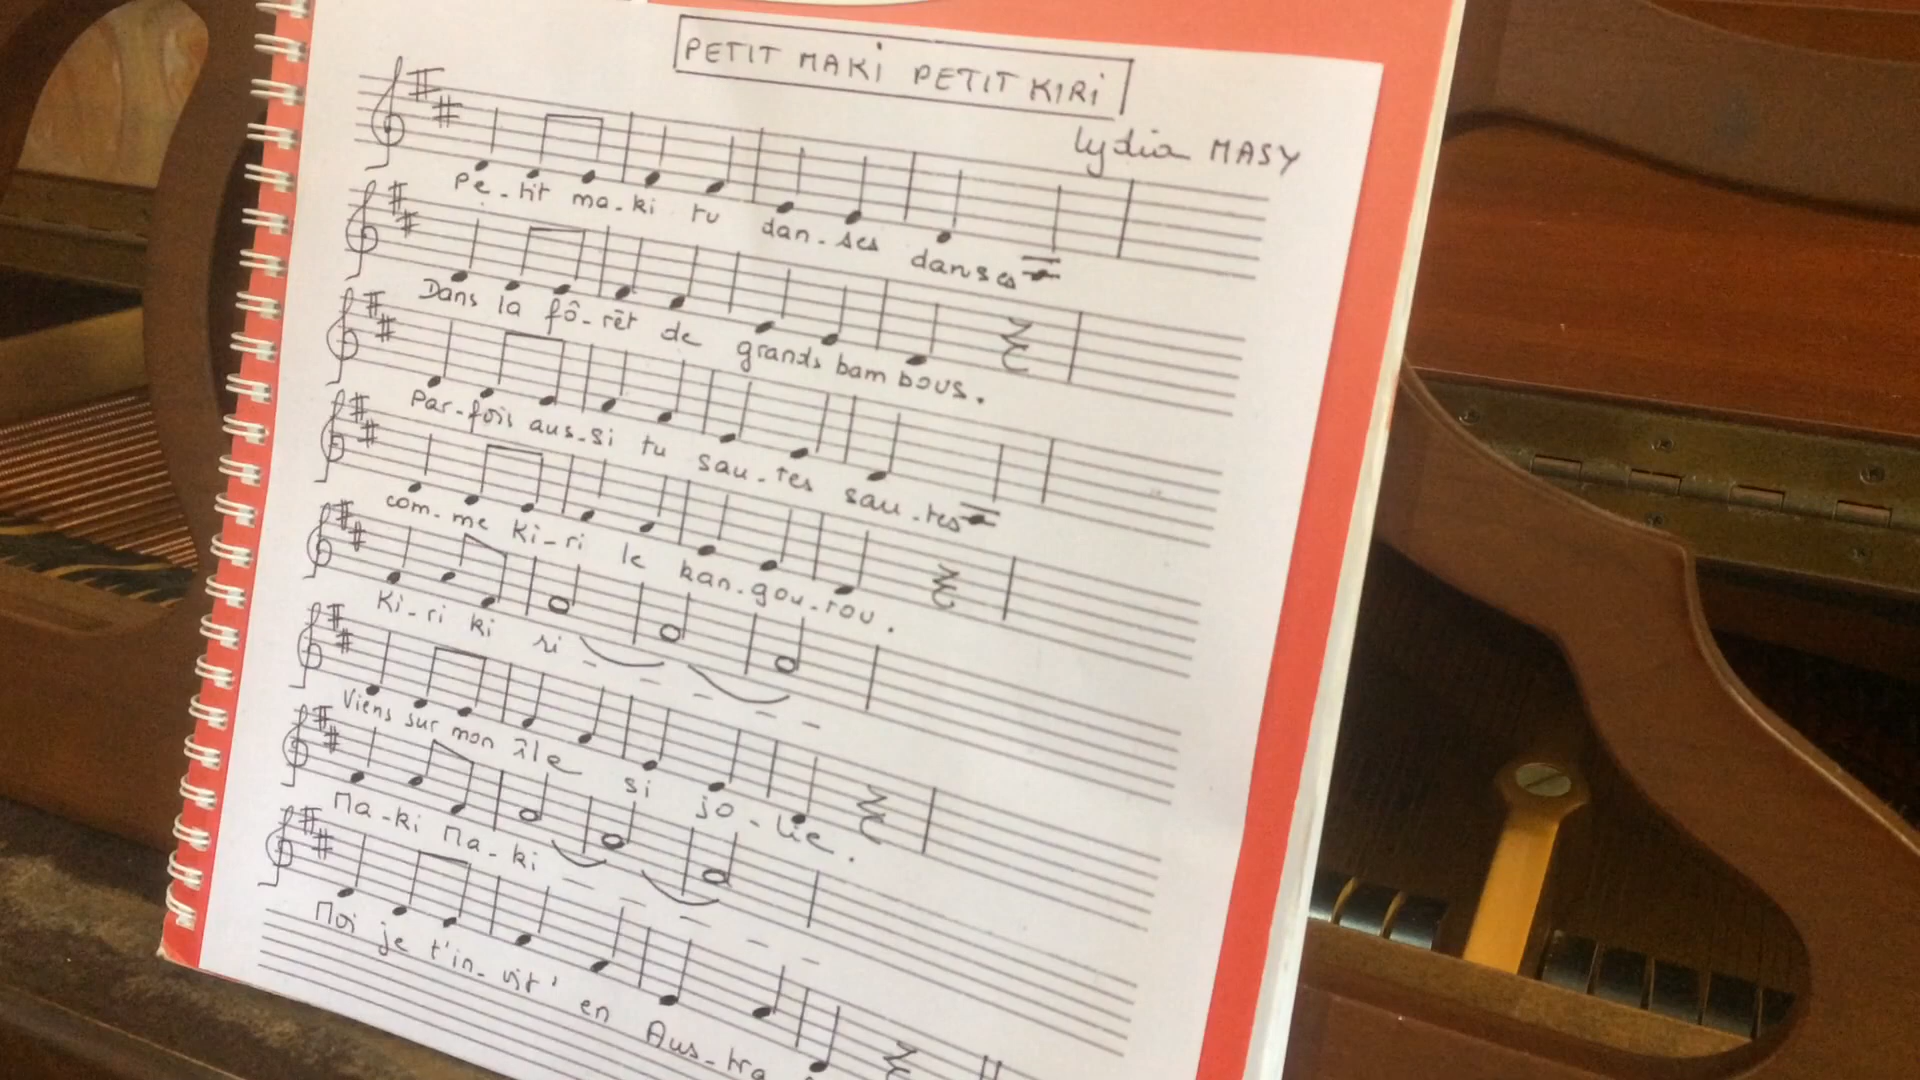 PETIT MAKI PETIT KIRI
Lydia MASY
Pe-tit ma-ki tu dan-ses danses
Dans la fô-rêt de grands bam bous.
Par-fois aus-si tu sau-tes sau-tes
com-me Ki-ri le kan-gou-rou.
Ki-ri ki ri - - - - -
Viens sur mon île si jo-lie.
Ma-ki Ma-ki - - - - -
Moi je t'in-vit' en Aus-tra